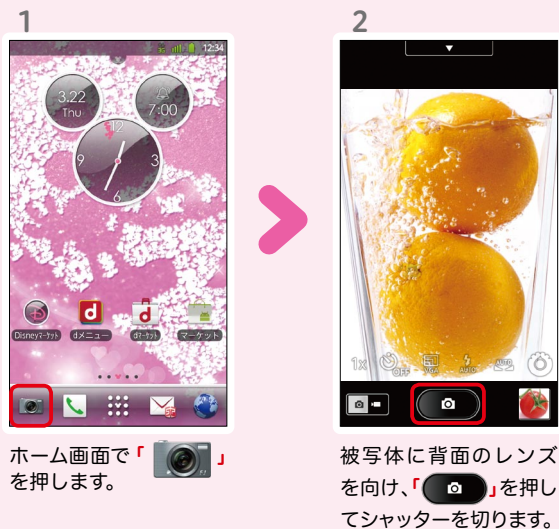 1
3G 12:34
3.22
Thu
7:00
12
9
3
6
Disneyマーケット
dメニュー
dマーケット
マーケット
ホーム画面で「 」
を押します。
2
1x
OFF
VGA
AUTO
AUTO
被写体に背面のレンズ
を向け、「 」を押し
てシャッターを切ります。